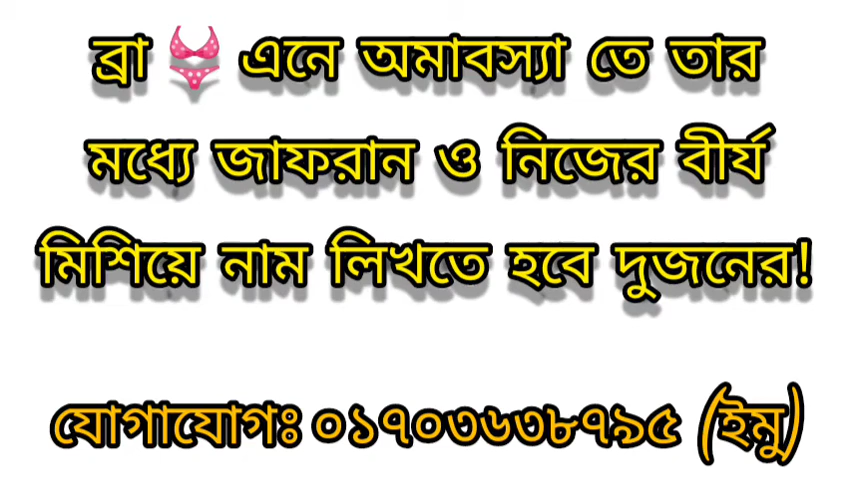 ব্রা 👙 এনে অমাবস্যা তে তার
মধ্যে জাফরান ও নিজের বীর্য
মিশিয়ে নাম লিখতে হবে দুজনের!
যোগাযোগঃ ০১৭০৩৬৩৮৭৯৫ (ইমু)